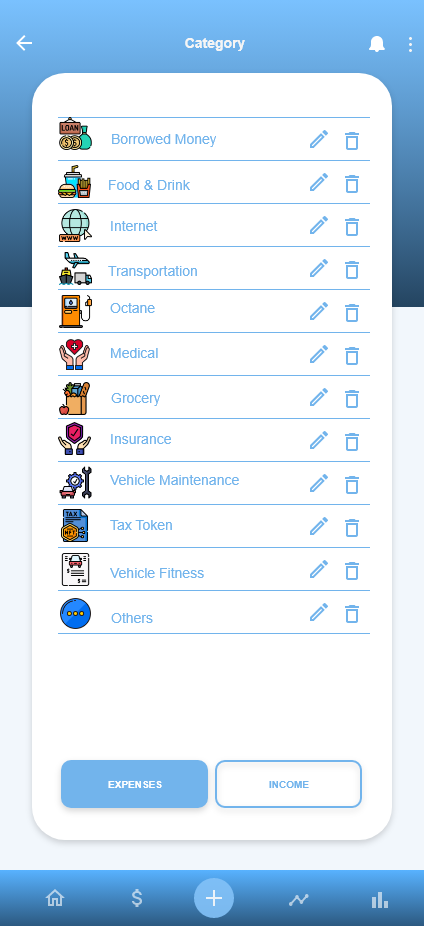 Category
LOAN
Borrowed Money
Food & Drink
WWW
Internet
Transportation
Octane
Medical
Grocery
Insurance
Vehicle Maintenance
TAX
NFT
Tax Token
Vehicle Fitness
Others
EXPENSES
INCOME